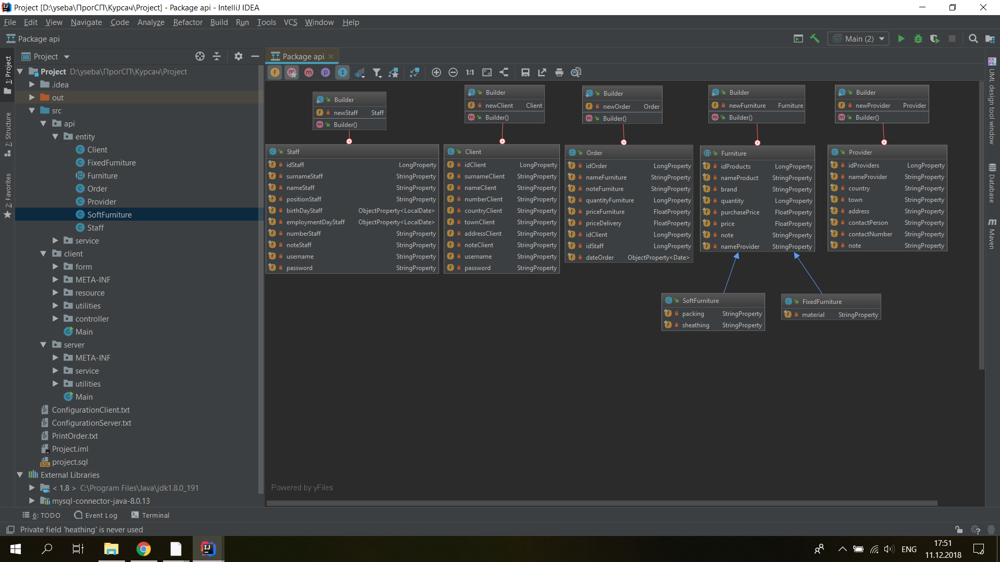 Project [D:\yseba\ПрогСП\Курсач\Project] - Package api - IntelliJ IDEA
File Edit View Navigate Code Analyze Refactor Build Run Tools VCS Window Help
Package api
Main (2)
1: Project
7: Structure
2: Favorites
Project
Project D:\yseba\ПрогСП\Курсач\Project
.idea
out
src
api
entity
Client
FixedFurniture
Furniture
Order
Provider
SoftFurniture
Staff
service
client
form
META-INF
resource
utilities
controller
Main
server
META-INF
service
utilities
Main
ConfigurationClient.txt
ConfigurationServer.txt
PrintOrder.txt
Project.iml
project.sql
External Libraries
< 1.8 > C:\Program Files\Java\jdk1.8.0_191
mysql-connector-java-8.0.13
Package api
1:1
Builder
newStaff Staff
Builder()
Builder
newClient Client
Builder()
Builder
newOrder Order
Builder()
Builder
newFurniture Furniture
Builder()
Builder
newProvider Provider
Builder()
Staff
idStaff LongProperty
surnameStaff StringProperty
nameStaff StringProperty
positionStaff StringProperty
birthDayStaff ObjectProperty<LocalDate>
employmentDayStaff ObjectProperty<LocalDate>
numberStaff StringProperty
noteStaff StringProperty
username StringProperty
password StringProperty
Client
idClient LongProperty
surnameClient StringProperty
nameClient StringProperty
numberClient StringProperty
countryClient StringProperty
townClient StringProperty
addressClient StringProperty
noteClient StringProperty
username StringProperty
password StringProperty
Order
idOrder LongProperty
nameFurniture StringProperty
noteFurniture StringProperty
quantityFurniture LongProperty
priceFurniture FloatProperty
priceDelivery FloatProperty
idClient LongProperty
idStaff LongProperty
dateOrder ObjectProperty<Date>
Furniture
idProducts LongProperty
nameProduct StringProperty
brand StringProperty
quantity LongProperty
purchasePrice FloatProperty
price FloatProperty
note StringProperty
nameProvider StringProperty
Provider
idProviders LongProperty
nameProvider StringProperty
country StringProperty
town StringProperty
address StringProperty
contactPerson StringProperty
contactNumber StringProperty
note StringProperty
SoftFurniture
packing StringProperty
sheathing StringProperty
FixedFurniture
material StringProperty
Powered by yFiles
UML design tool window
Database
Maven
6: TODO Event Log Terminal
Private field 'heathing' is never used
ENG
17:51
11.12.2018